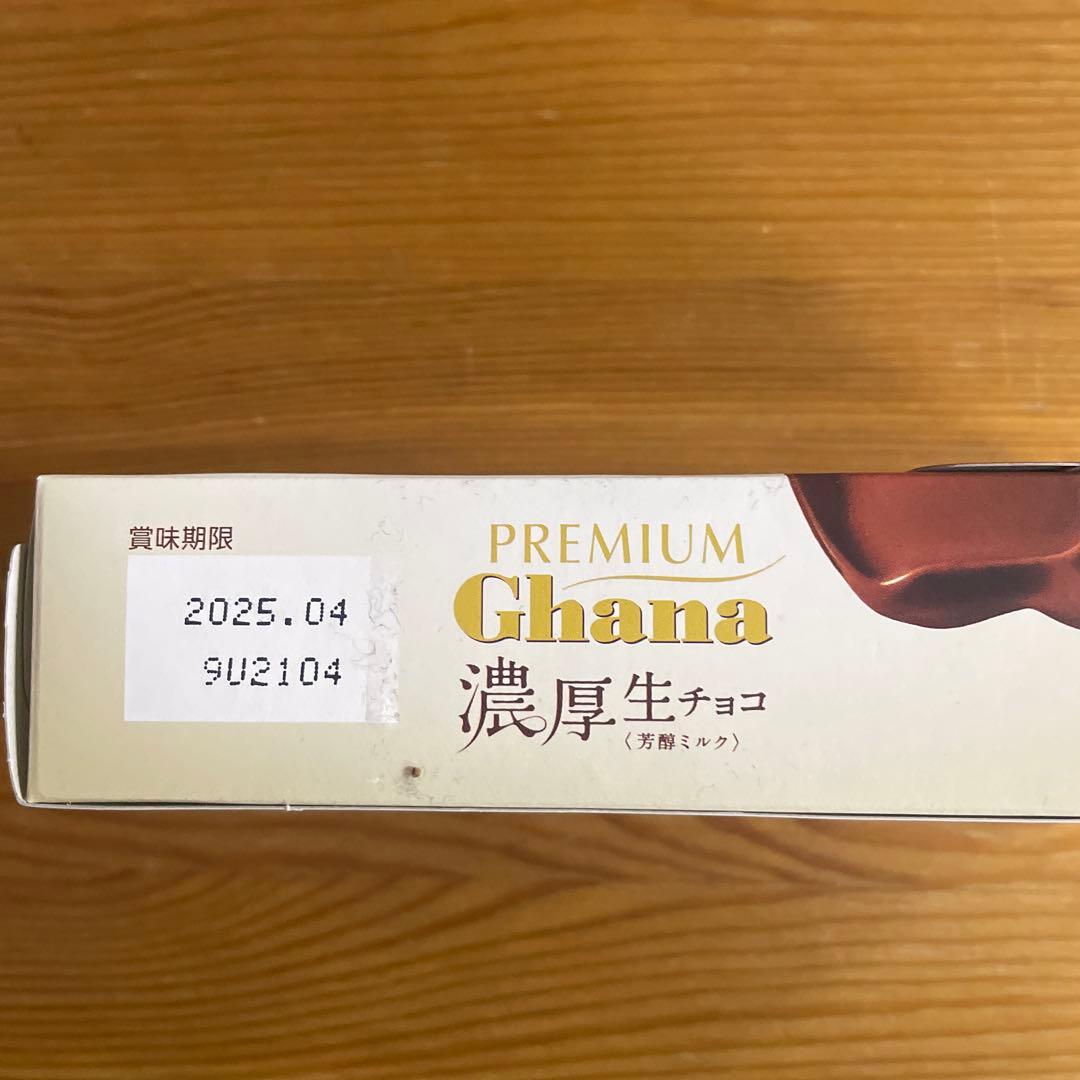 賞味期限
2025.04
9U2104
PREMIUM
Ghana
濃厚生チョコ
〈芳醇ミルク〉